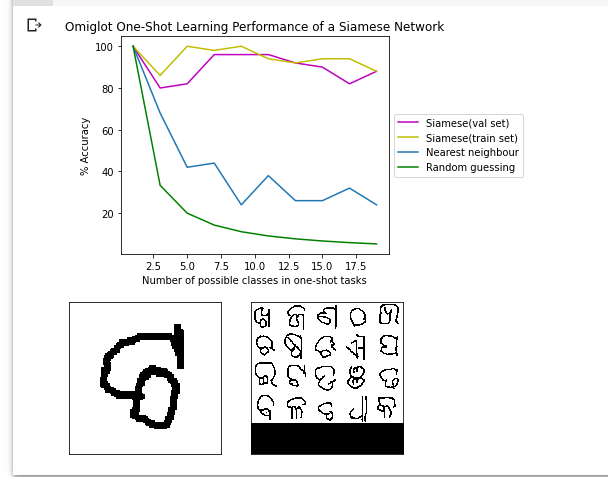 Omiglot One-Shot Learning Performance of a Siamese Network
100
80
60
40
20
% Accuracy
2.5 5.0 7.5 10.0 12.5 15.0 17.5
Number of possible classes in one-shot tasks
Siamese(val set)
Siamese(train set)
Nearest neighbour
Random guessing